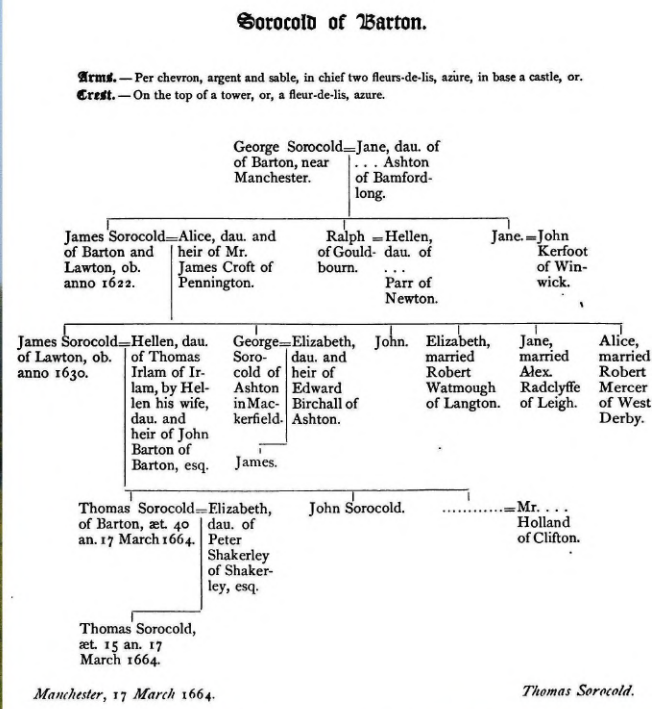 Sorocold of Barton.
Arms. — Per chevron, argent and sable, in chief two fleurs-de-lis, azure, in base a castle, or.
Crest. — On the top of a tower, or, a fleur-de-lis, azure.
George Sorocold=Jane, dau. of
of Barton, near . . . Ashton
Manchester. of Bamford-
long.
James Sorocold=Alice, dau. and
of Barton and heir of Mr.
Lawton, ob. James Croft of
anno 1622. Pennington.
Ralph = Hellen,
of Gould- dau. of
bourn. . . .
Parr of
Newton.
Jane.=John
Kerfoot
of Win-
wick.
James Sorocold=Hellen, dau.
of Lawton, ob. of Thomas
anno 1630. Irlam of Ir-
lam, by Hel-
len his wife,
dau. and
heir of John
Barton of
Barton, esq.
George=Elizabeth,
Soro- dau. and
cold of heir of
Ashton Edward
in Mac- Birchall of
kerfield. Ashton.
James.
John.
Elizabeth,
married
Robert
Watmough
of Langton.
Jane,
married
Alex.
Radclyffe
of Leigh.
Alice,
married
Robert
Mercer
of West
Derby.
Thomas Sorocold=Elizabeth,
of Barton, æt. 40 dau. of
an. 17 March 1664. Peter
Shakerley
of Shaker-
ley, esq.
John Sorocold.
............=Mr. . . .
Holland
of Clifton.
Thomas Sorocold,
æt. 15 an. 17
March 1664.
Manchester, 17 March 1664.
Thomas Sorocold.